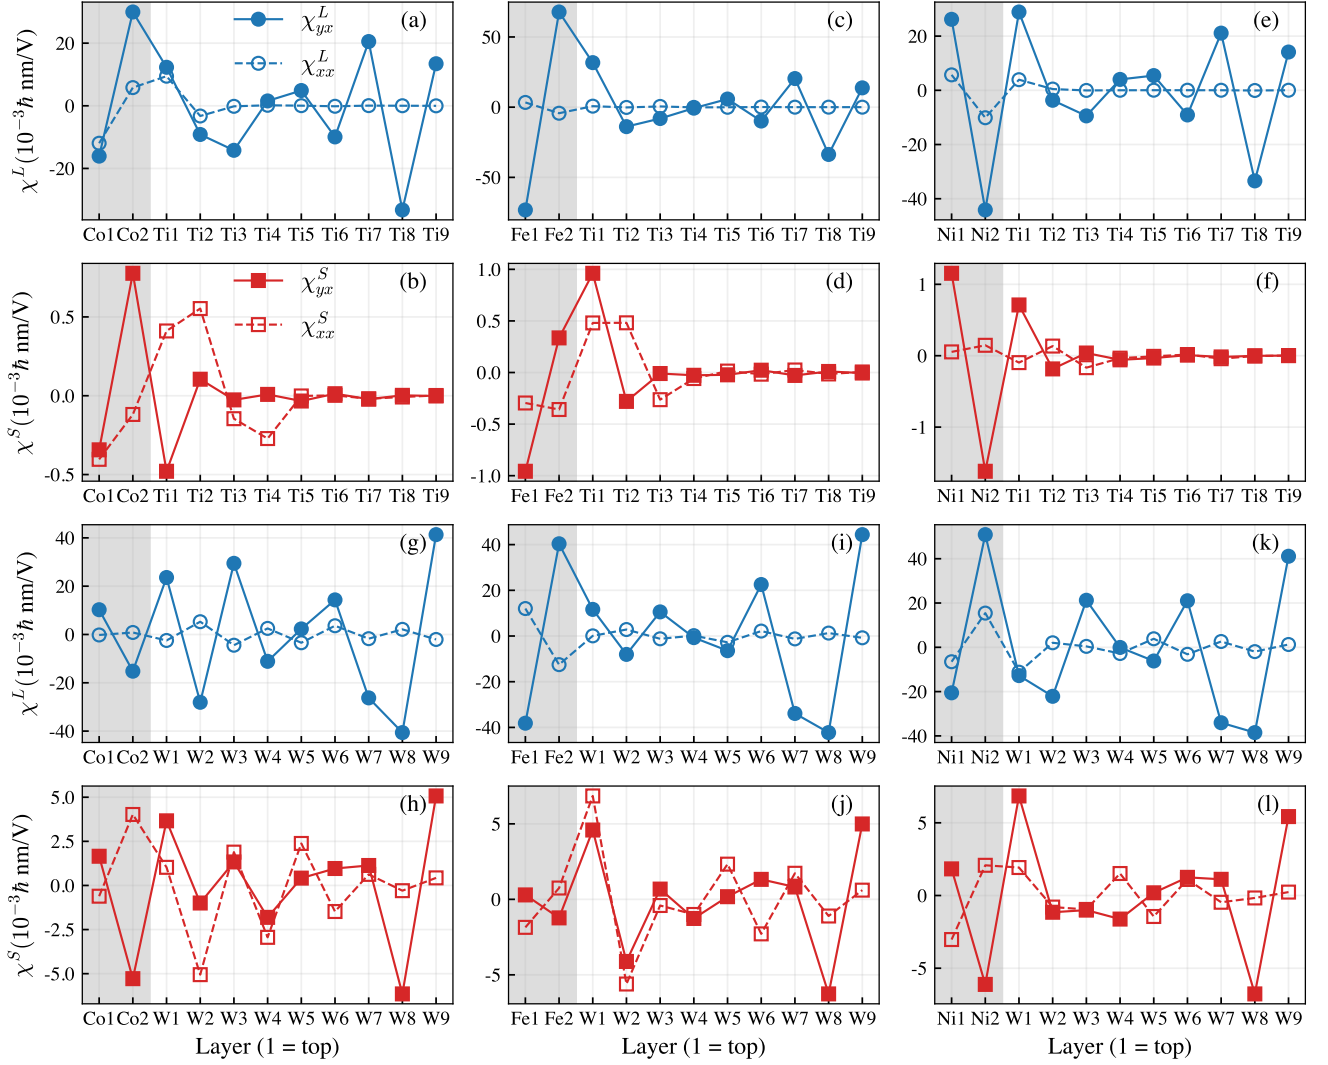 (a) (c) (e)
χ^L_yx
χ^L_xx
χ^L (10^−3 ħ nm/V)
20
0
-20
50
0
-50
20
0
-20
-40
Co1 Co2 Ti1 Ti2 Ti3 Ti4 Ti5 Ti6 Ti7 Ti8 Ti9
Fe1 Fe2 Ti1 Ti2 Ti3 Ti4 Ti5 Ti6 Ti7 Ti8 Ti9
Ni1 Ni2 Ti1 Ti2 Ti3 Ti4 Ti5 Ti6 Ti7 Ti8 Ti9
(b) (d) (f)
χ^S_yx
χ^S_xx
χ^S (10^−3 ħ nm/V)
0.5
0.0
-0.5
1.0
0.5
0.0
-0.5
-1.0
1
0
-1
Co1 Co2 Ti1 Ti2 Ti3 Ti4 Ti5 Ti6 Ti7 Ti8 Ti9
Fe1 Fe2 Ti1 Ti2 Ti3 Ti4 Ti5 Ti6 Ti7 Ti8 Ti9
Ni1 Ni2 Ti1 Ti2 Ti3 Ti4 Ti5 Ti6 Ti7 Ti8 Ti9
(g) (i) (k)
χ^L (10^−3 ħ nm/V)
40
20
0
-20
-40
40
20
0
-20
-40
40
20
0
-20
-40
Co1 Co2 W1 W2 W3 W4 W5 W6 W7 W8 W9
Fe1 Fe2 W1 W2 W3 W4 W5 W6 W7 W8 W9
Ni1 Ni2 W1 W2 W3 W4 W5 W6 W7 W8 W9
(h) (j) (l)
χ^S (10^−3 ħ nm/V)
5.0
2.5
0.0
-2.5
-5.0
5
0
-5
5
0
-5
Co1 Co2 W1 W2 W3 W4 W5 W6 W7 W8 W9
Fe1 Fe2 W1 W2 W3 W4 W5 W6 W7 W8 W9
Ni1 Ni2 W1 W2 W3 W4 W5 W6 W7 W8 W9
Layer (1 = top)
Layer (1 = top)
Layer (1 = top)